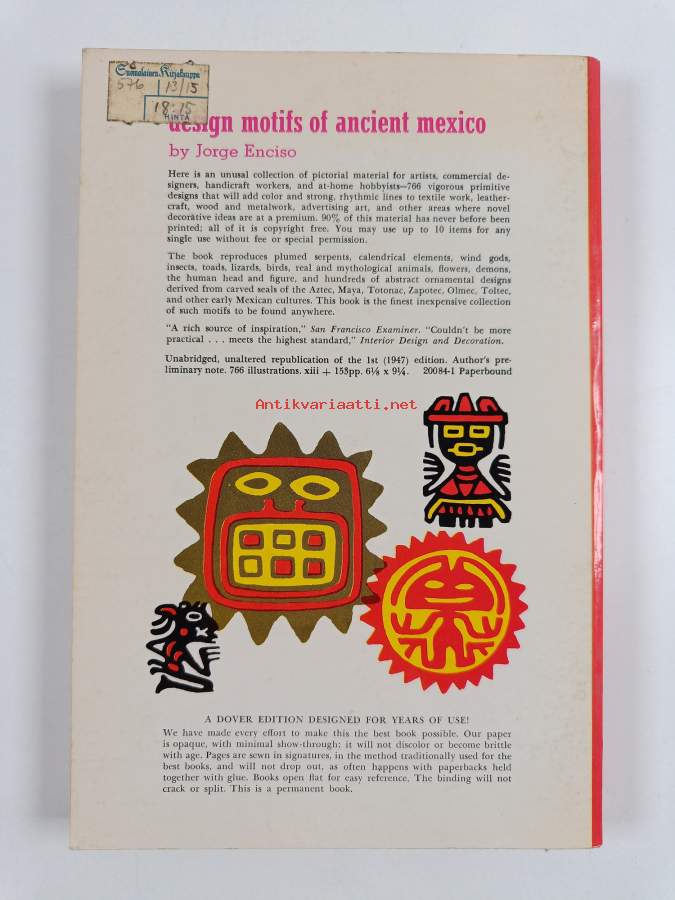 Suomalainen Kirjakauppa
576 13/15
18:15
HINTA
design motifs of ancient mexico
by Jorge Enciso
Here is an unusual collection of pictorial material for artists, commercial de-
signers, handicraft workers, and at-home hobbyists—766 vigorous primitive
designs that will add color and strong, rhythmic lines to textile work, leather-
craft, wood and metalwork, advertising art, and other areas where novel
decorative ideas are at a premium. 90% of this material has never before been
printed; all of it is copyright free. You may use up to 10 items for any
single use without fee or special permission.
The book reproduces plumed serpents, calendrical elements, wind gods,
insects, toads, lizards, birds, real and mythological animals, flowers, demons,
the human head and figure, and hundreds of abstract ornamental designs
derived from carved seals of the Aztec, Maya, Totonac, Zapotec, Olmec, Toltec,
and other early Mexican cultures. This book is the finest inexpensive collection
of such motifs to be found anywhere.
"A rich source of inspiration," San Francisco Examiner. "Couldn't be more
practical . . . meets the highest standard," Interior Design and Decoration.
Unabridged, unaltered republication of the 1st (1947) edition. Author's pre-
liminary note. 766 illustrations. xiii + 153pp. 6⅛ x 9¼. 20084-1 Paperbound
Antikvariaatti.net
A DOVER EDITION DESIGNED FOR YEARS OF USE!
We have made every effort to make this the best book possible. Our paper
is opaque, with minimal show-through; it will not discolor or become brittle
with age. Pages are sewn in signatures, in the method traditionally used for the
best books, and will not drop out, as often happens with paperbacks held
together with glue. Books open flat for easy reference. The binding will not
crack or split. This is a permanent book.